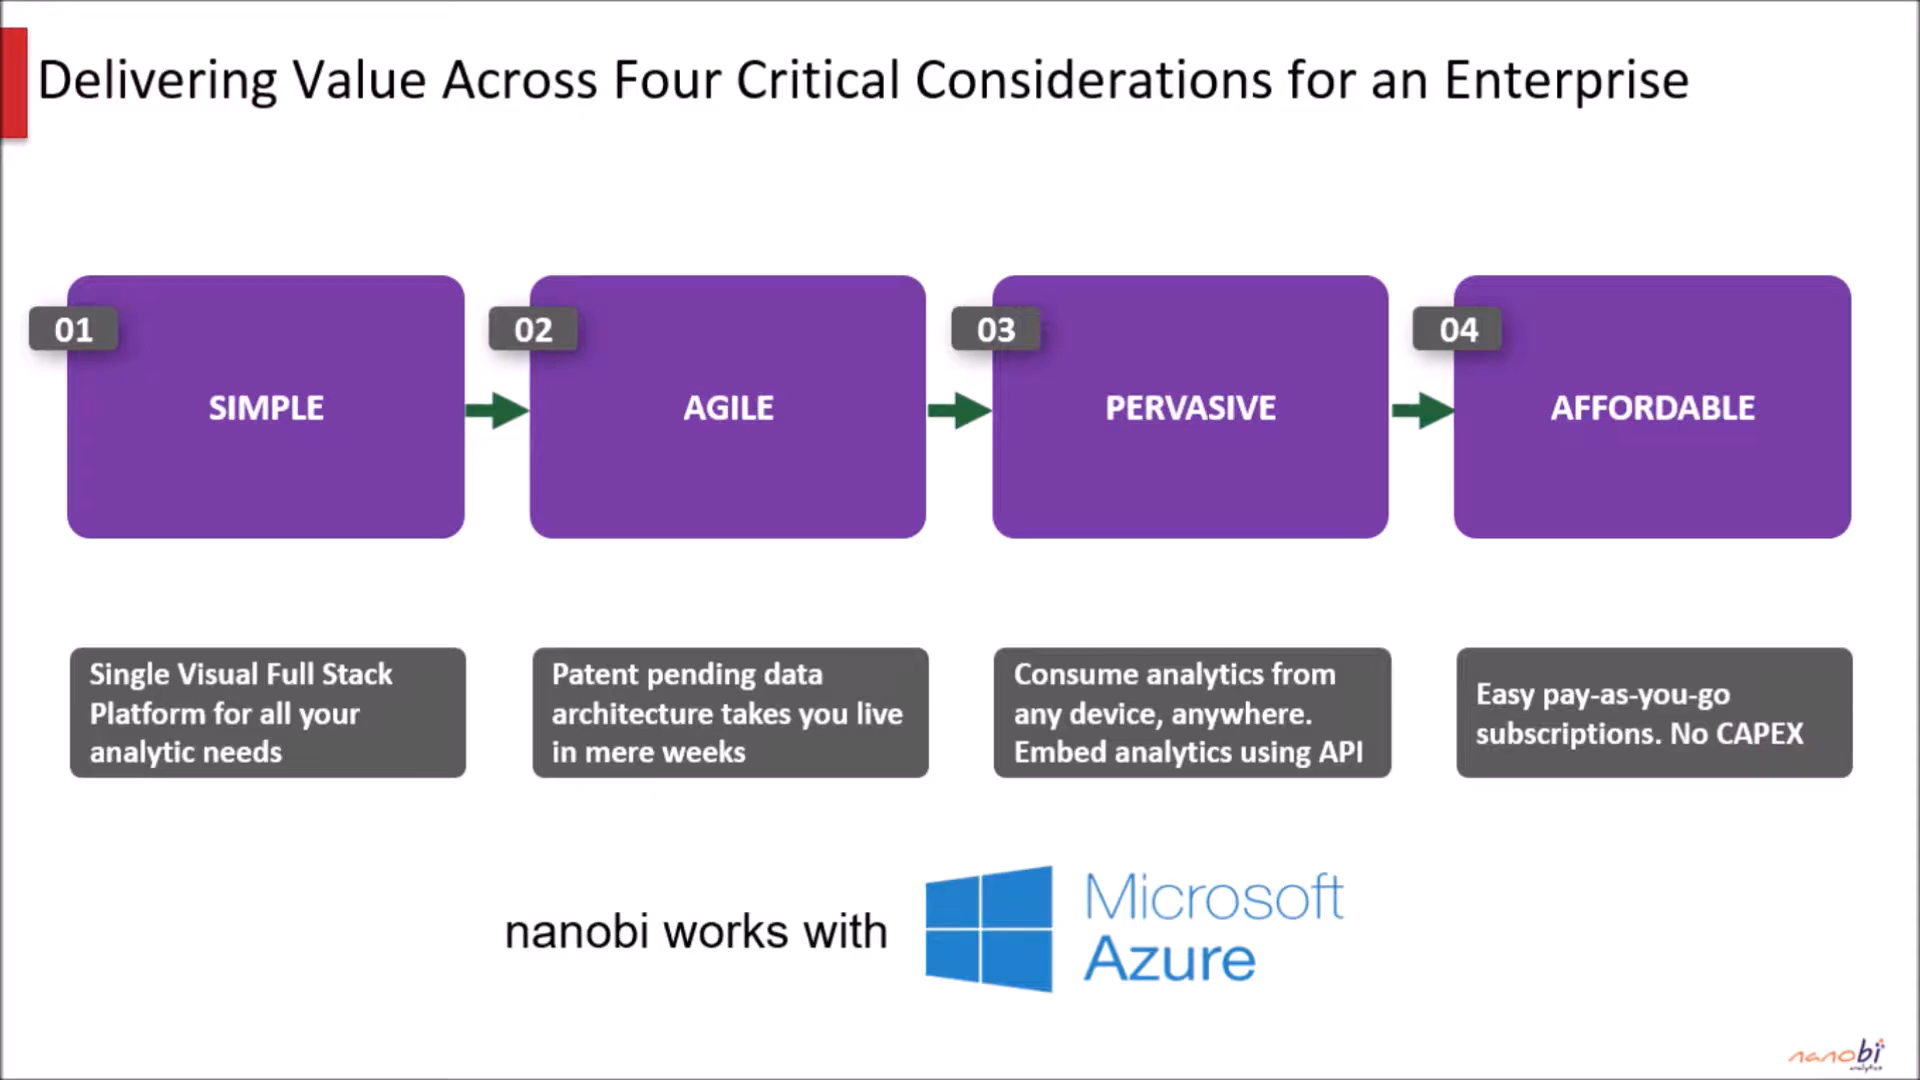 Delivering Value Across Four Critical Considerations for an Enterprise
01
SIMPLE
02
AGILE
03
PERVASIVE
04
AFFORDABLE
Single Visual Full Stack
Platform for all your
analytic needs
Patent pending data
architecture takes you live
in mere weeks
Consume analytics from
any device, anywhere.
Embed analytics using API
Easy pay-as-you-go
subscriptions. No CAPEX
nanobi works with
Microsoft
Azure
nanobi
analytics